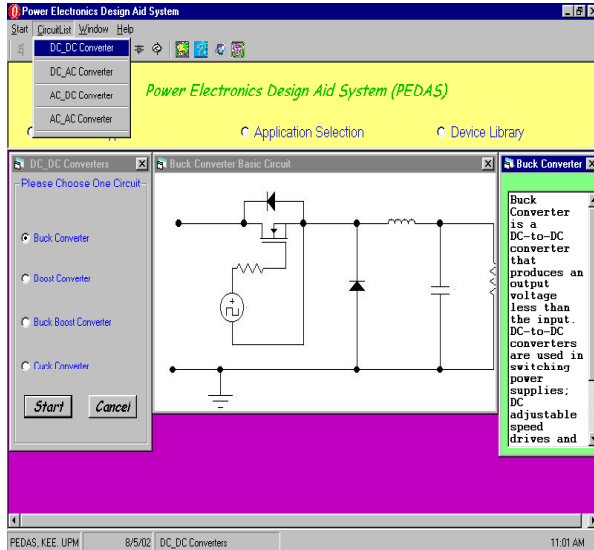 Power Electronics Design Aid System
Start CircuitList Window Help
DC_DC Converter
DC_AC Converter
AC_DC Converter
AC_AC Converter
Power Electronics Design Aid System (PEDAS)
Application Selection
Device Library
DC_DC Converters
Please Choose One Circuit
Buck Converter
Boost Converter
Buck Boost Converter
Cuck Converter
Start
Cancel
Buck Converter Basic Circuit
Buck Converter
Buck
Converter
is a
DC-to-DC
converter
that
produces an
output
voltage
less than
the input.
DC-to-DC
converters
are used in
switching
power
supplies;
DC
adjustable
speed
drives and
PEDAS, KEE. UPM
8/5/02
DC_DC Converters
11:01 AM